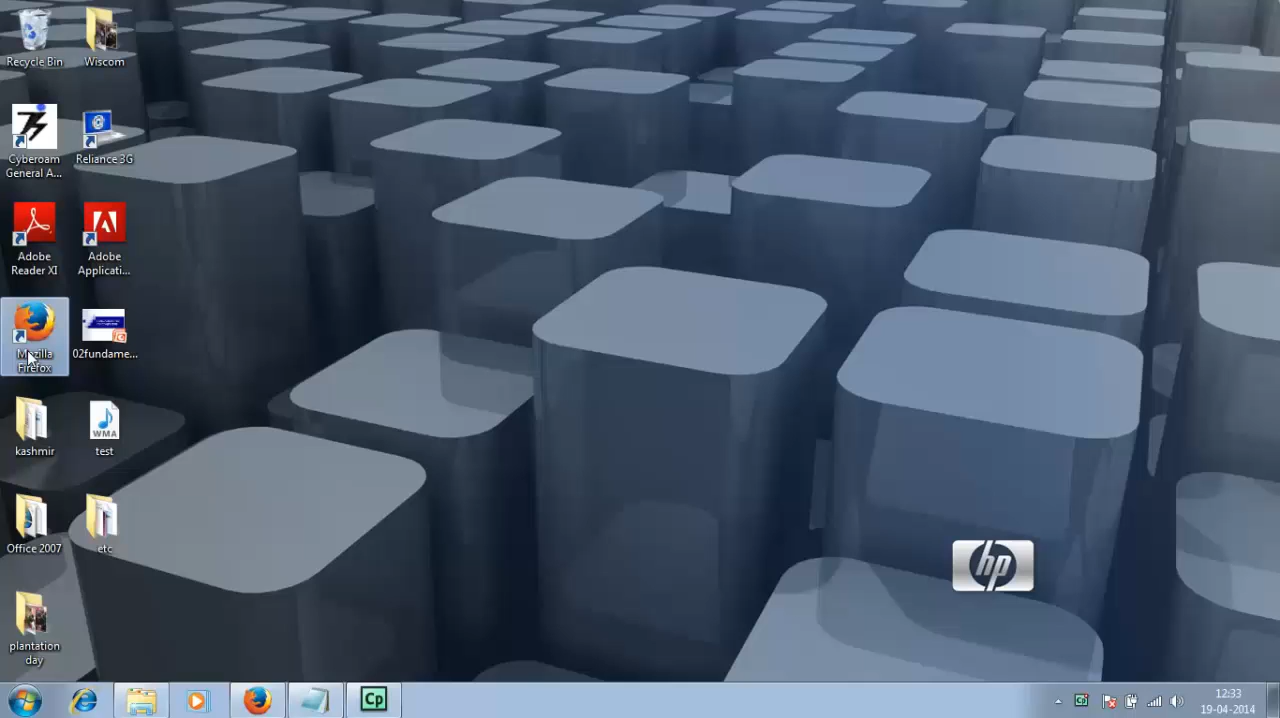 Recycle Bin
Wiscom
Cyberoam
General A...
Reliance 3G
Adobe
Reader XI
Adobe
Applicati...
Mozilla
Firefox
02fundame...
kashmir
WMA
test
Office 2007
etc
plantation
day
hp
Cp
12:33
19-04-2014